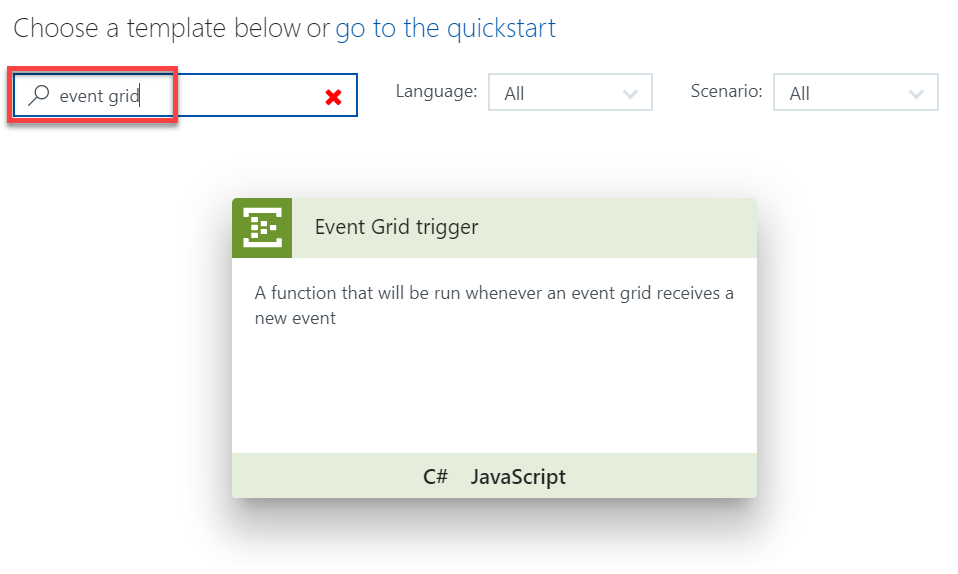 Choose a template below or go to the quickstart
event grid
Language: All
Scenario: All
Event Grid trigger
A function that will be run whenever an event grid receives a
new event
C# JavaScript